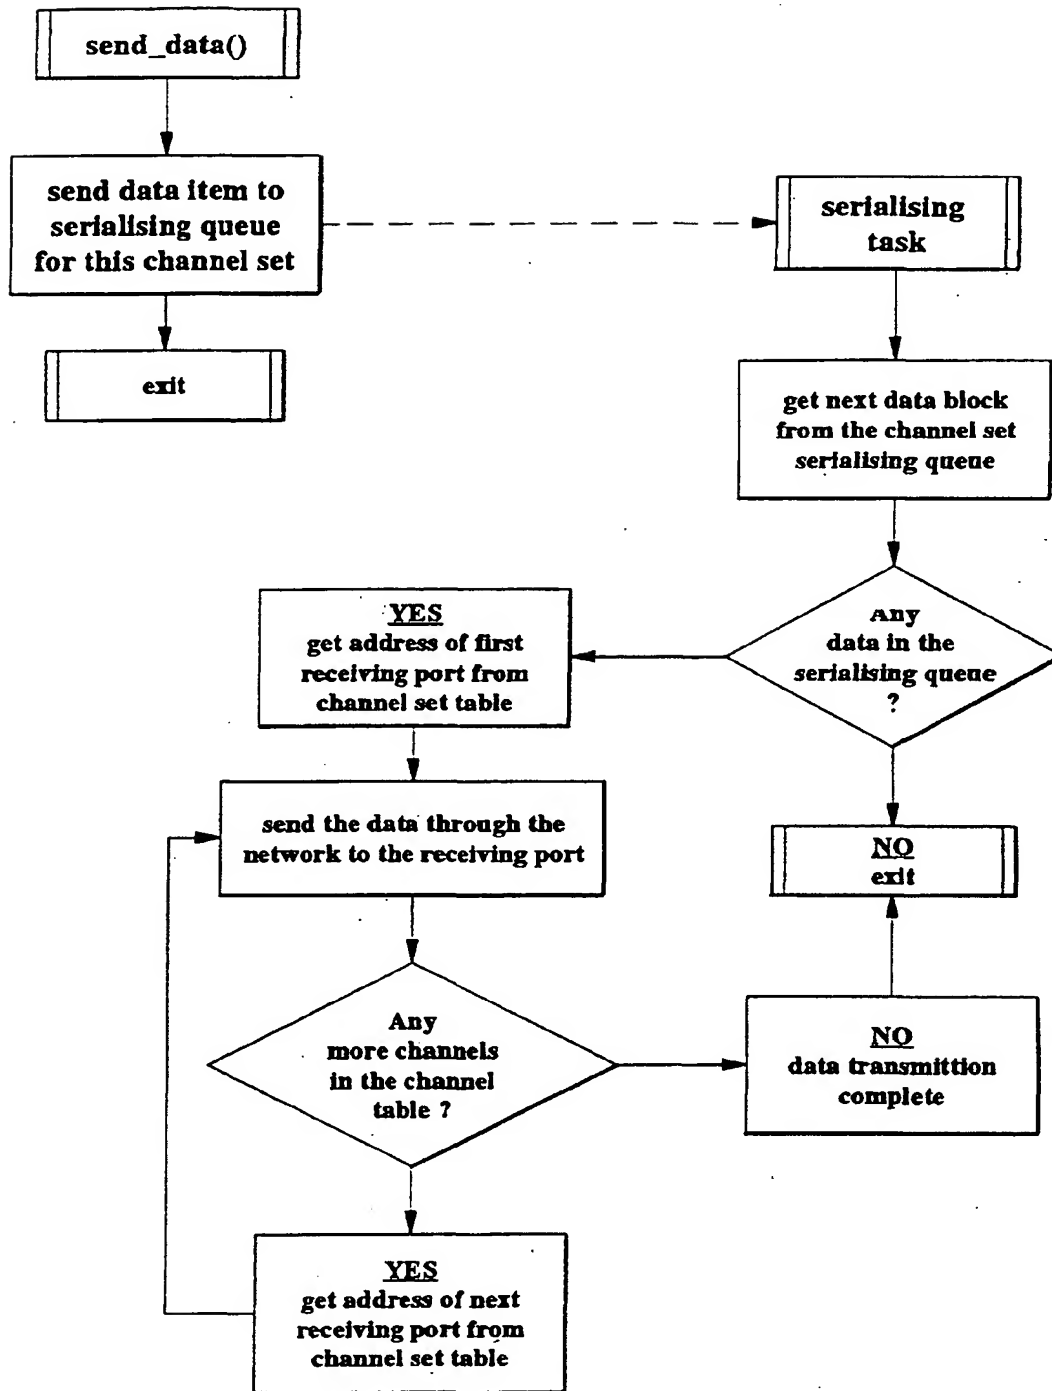 send_data()
send data item to
serialising queue
for this channel set
exit
serialising
task
get next data block
from the channel set
serialising queue
Any
data in the
serialising queue
?
YES
get address of first
receiving port from
channel set table
send the data through the
network to the receiving port
NO
exit
Any
more channels
in the channel
table ?
NO
data transmittion
complete
YES
get address of next
receiving port from
channel set table